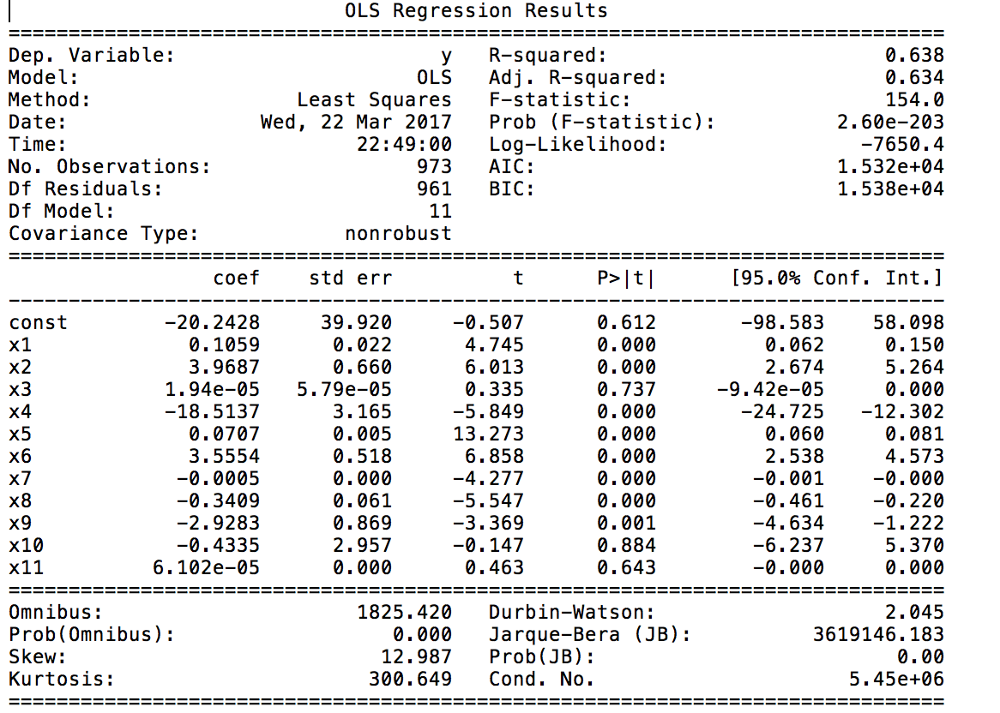 OLS Regression Results
==============================================================================
Dep. Variable:                      y   R-squared:                       0.638
Model:                            OLS   Adj. R-squared:                  0.634
Method:                 Least Squares   F-statistic:                     154.0
Date:                Wed, 22 Mar 2017   Prob (F-statistic):          2.60e-203
Time:                        22:49:00   Log-Likelihood:                -7650.4
No. Observations:                 973   AIC:                         1.532e+04
Df Residuals:                     961   BIC:                         1.538e+04
Df Model:                          11
Covariance Type:            nonrobust
==============================================================================
                 coef    std err          t      P>|t|      [95.0% Conf. Int.]
------------------------------------------------------------------------------
const        -20.2428     39.920     -0.507      0.612       -98.583    58.098
x1             0.1059      0.022      4.745      0.000         0.062     0.150
x2             3.9687      0.660      6.013      0.000         2.674     5.264
x3           1.94e-05   5.79e-05      0.335      0.737     -9.42e-05     0.000
x4           -18.5137      3.165     -5.849      0.000       -24.725   -12.302
x5             0.0707      0.005     13.273      0.000         0.060     0.081
x6             3.5554      0.518      6.858      0.000         2.538     4.573
x7            -0.0005      0.000     -4.277      0.000        -0.001    -0.000
x8            -0.3409      0.061     -5.547      0.000        -0.461    -0.220
x9            -2.9283      0.869     -3.369      0.001        -4.634    -1.222
x10           -0.4335      2.957     -0.147      0.884        -6.237     5.370
x11         6.102e-05      0.000      0.463      0.643        -0.000     0.000
==============================================================================
Omnibus:                     1825.420   Durbin-Watson:                   2.045
Prob(Omnibus):                  0.000   Jarque-Bera (JB):          3619146.183
Skew:                          12.987   Prob(JB):                         0.00
Kurtosis:                     300.649   Cond. No.                     5.45e+06
==============================================================================